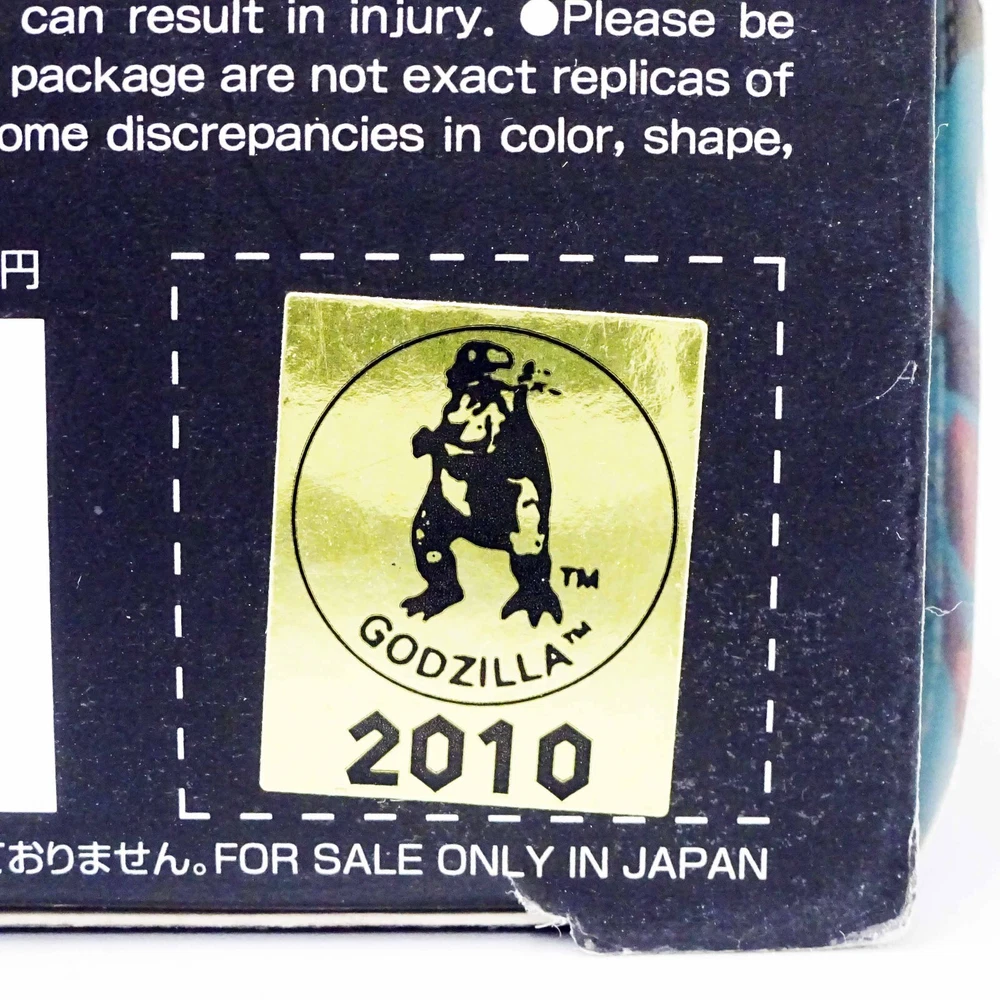 can result in injury. ●Please be
package are not exact replicas of
ome discrepancies in color, shape,
円
TM
GODZILLA™
2010
ておりません。FOR SALE ONLY IN JAPAN